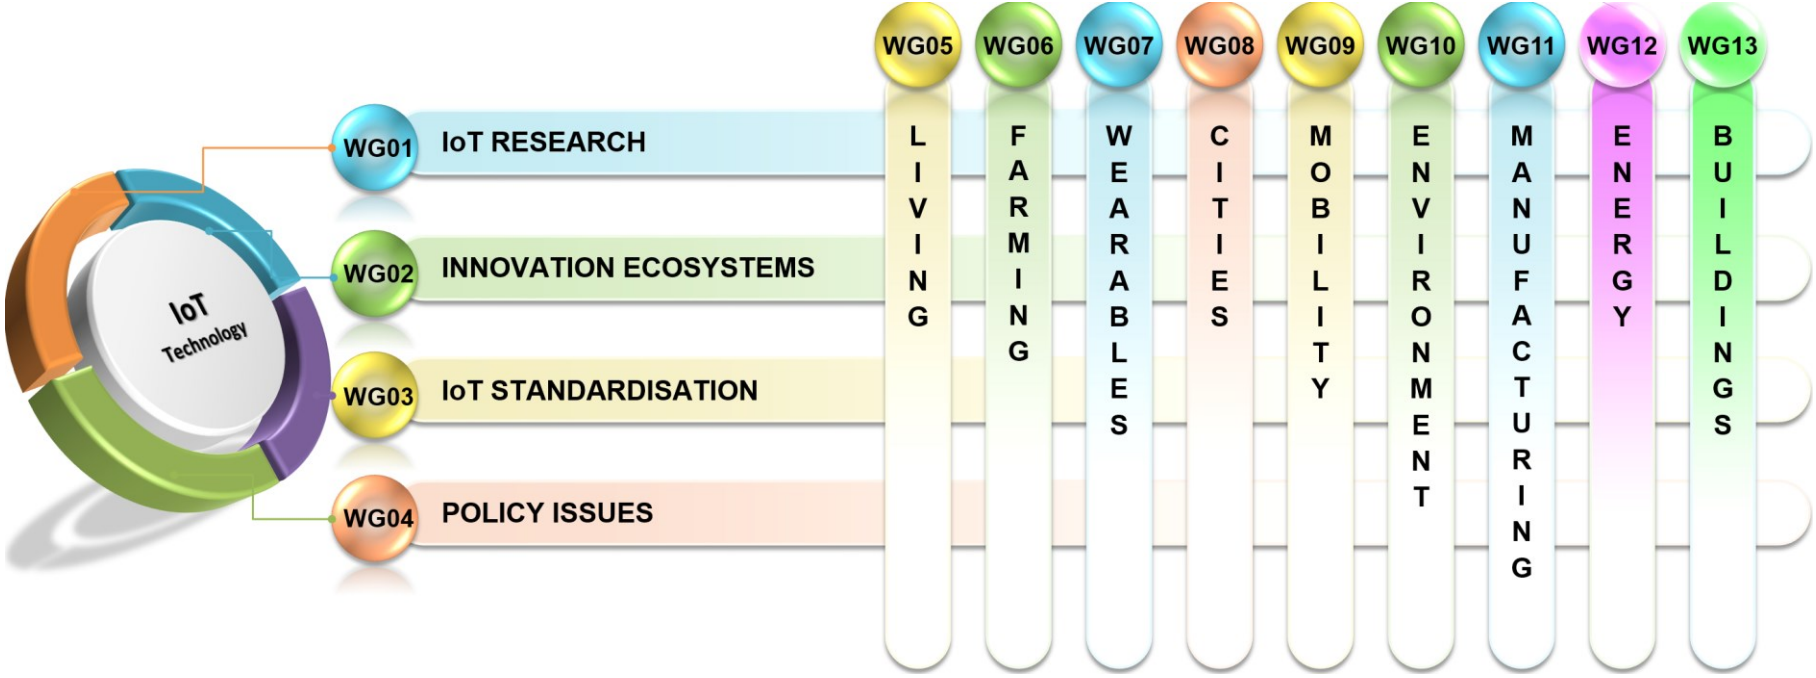 WG05 WG06 WG07 WG08 WG09 WG10 WG11 WG12 WG13
WG01 IoT RESEARCH
WG02 INNOVATION ECOSYSTEMS
WG03 IoT STANDARDISATION
WG04 POLICY ISSUES
IoT
Technology
LIVING
FARMING
WEARABLES
CITIES
MOBILITY
ENVIRONMENT
MANUFACTURING
ENERGY
BUILDINGS